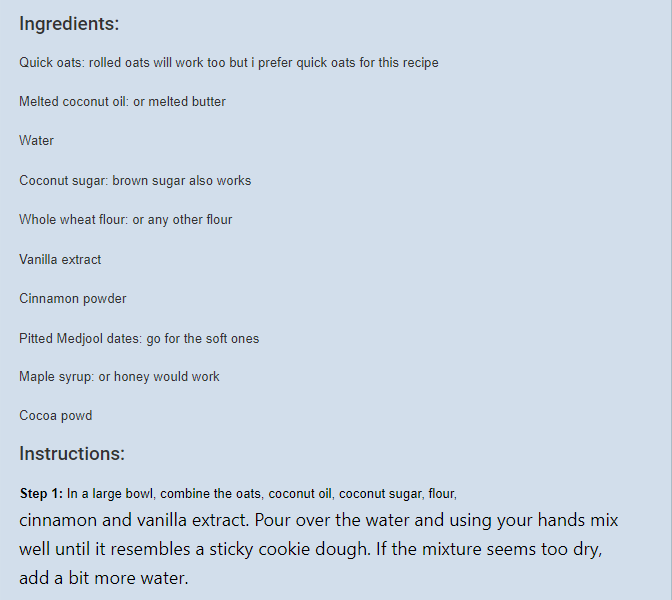 Ingredients:
Quick oats: rolled oats will work too but i prefer quick oats for this recipe
Melted coconut oil: or melted butter
Water
Coconut sugar: brown sugar also works
Whole wheat flour: or any other flour
Vanilla extract
Cinnamon powder
Pitted Medjool dates: go for the soft ones
Maple syrup: or honey would work
Cocoa powd
Instructions:
Step 1: In a large bowl, combine the oats, coconut oil, coconut sugar, flour,
cinnamon and vanilla extract. Pour over the water and using your hands mix
well until it resembles a sticky cookie dough. If the mixture seems too dry,
add a bit more water.